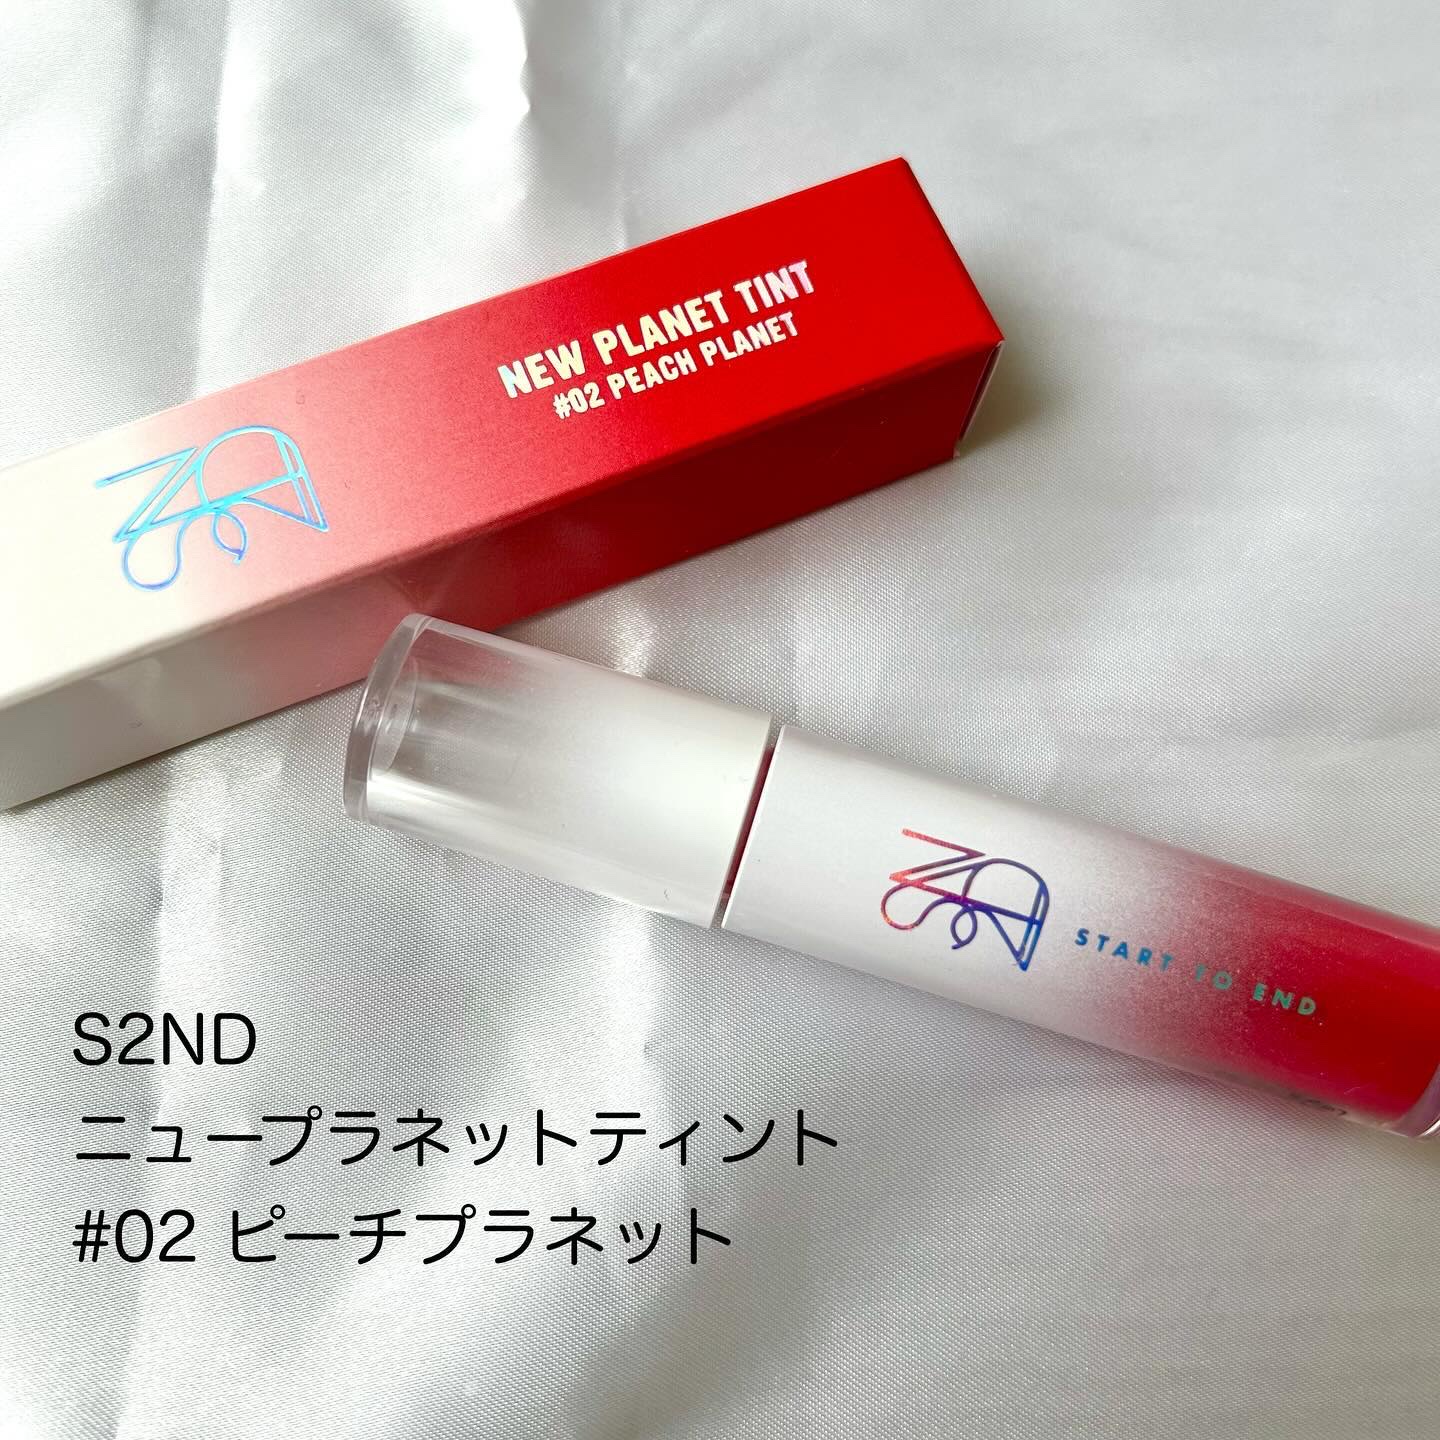 NEW PLANET TINT
#02 PEACH PLANET
START TO END
S2ND
ニュープラネットティント
#02 ピーチプラネット